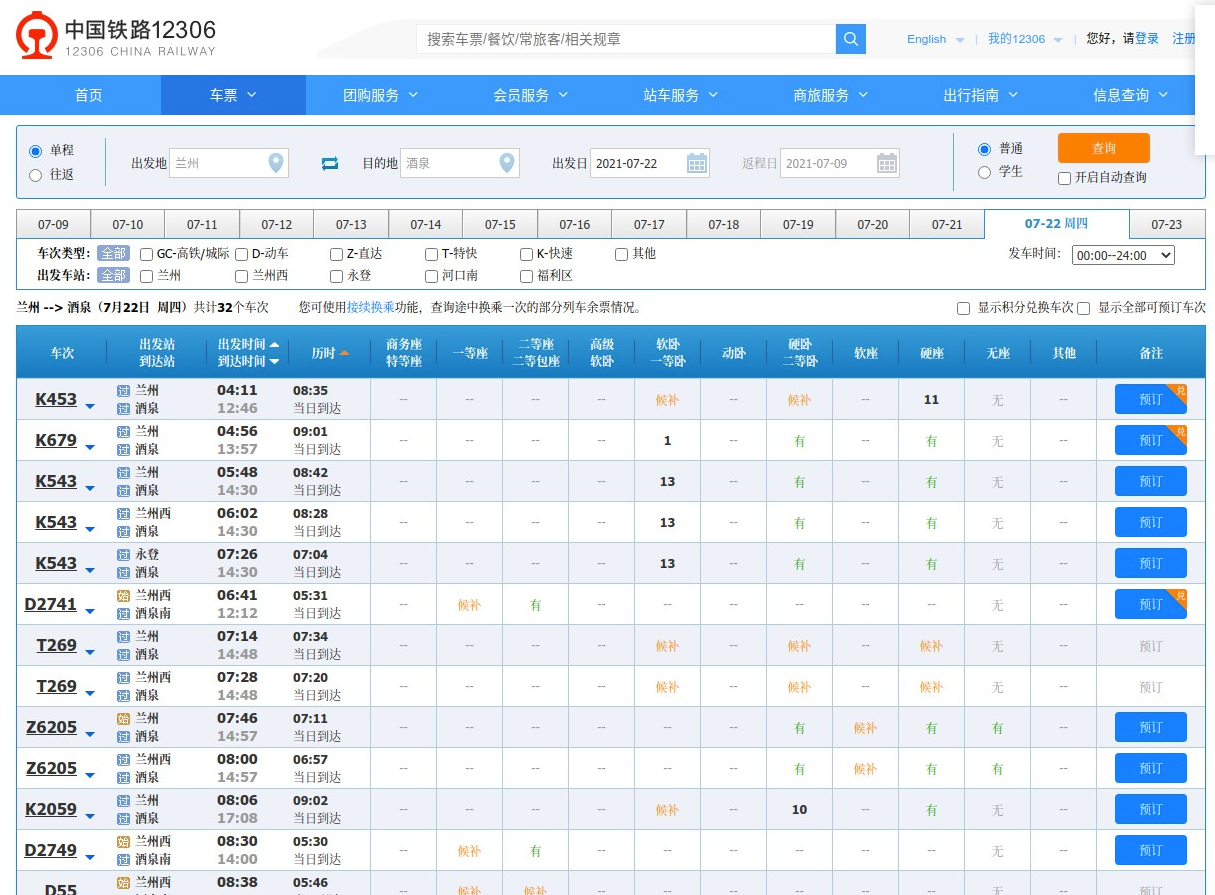 中国铁路12306
12306 CHINA RAILWAY
搜索车票/餐饮/常旅客/相关规章
English | 我的12306 | 您好，请登录 注册
首页 车票 团购服务 会员服务 站车服务 商旅服务 出行指南 信息查询
单程 往返
出发地 兰州 目的地 酒泉 出发日 2021-07-22 返程日 2021-07-09
普通 学生
查询
开启自动查询
07-09 07-10 07-11 07-12 07-13 07-14 07-15 07-16 07-17 07-18 07-19 07-20 07-21 07-22 周四 07-23
车次类型： 全部 GC-高铁/城际 D-动车 Z-直达 T-特快 K-快速 其他 发车时间： 00:00--24:00
出发车站： 全部 兰州 兰州西 永登 河口南 福利区
兰州 --> 酒泉（7月22日 周四）共计32个车次 您可使用接续换乘功能，查询途中换乘一次的部分列车余票情况。 显示积分兑换车次 显示全部可预订车次
车次 出发站 出发时间 历时 商务座 一等座 二等座 高级 软卧 动卧 硬卧 软座 硬座 无座 其他 备注
到达站 到达时间 特等座 二等包座 软卧 一等卧 二等卧
K453 过 兰州 04:11 08:35 -- -- -- -- 候补 -- 候补 -- 11 无 -- 预订 兑
过 酒泉 12:46 当日到达
K679 过 兰州 04:56 09:01 -- -- -- -- 1 -- 有 -- 有 无 -- 预订 兑
过 酒泉 13:57 当日到达
K543 过 兰州 05:48 08:42 -- -- -- -- 13 -- 有 -- 有 无 -- 预订
过 酒泉 14:30 当日到达
K543 过 兰州西 06:02 08:28 -- -- -- -- 13 -- 有 -- 有 无 -- 预订
过 酒泉 14:30 当日到达
K543 过 永登 07:26 07:04 -- -- -- -- 13 -- 有 -- 有 无 -- 预订
过 酒泉 14:30 当日到达
D2741 始 兰州西 06:41 05:31 -- 候补 有 -- -- -- -- -- -- 无 -- 预订 兑
过 酒泉南 12:12 当日到达
T269 过 兰州 07:14 07:34 -- -- -- -- 候补 -- 候补 -- 候补 无 -- 预订
过 酒泉 14:48 当日到达
T269 过 兰州西 07:28 07:20 -- -- -- -- 候补 -- 候补 -- 候补 无 -- 预订
过 酒泉 14:48 当日到达
Z6205 始 兰州 07:46 07:11 -- -- -- -- -- -- 有 候补 有 有 -- 预订
过 酒泉 14:57 当日到达
Z6205 过 兰州西 08:00 06:57 -- -- -- -- -- -- 有 候补 有 有 -- 预订
过 酒泉 14:57 当日到达
K2059 过 兰州 08:06 09:02 -- -- -- -- 候补 -- 10 -- 有 无 -- 预订
过 酒泉 17:08 当日到达
D2749 始 兰州西 08:30 05:30 -- 候补 有 -- -- -- -- -- -- 无 -- 预订
过 酒泉南 14:00 当日到达
D55 始 兰州西 08:38 05:46 -- 候补 候补 -- -- -- -- -- -- 无 -- 预订